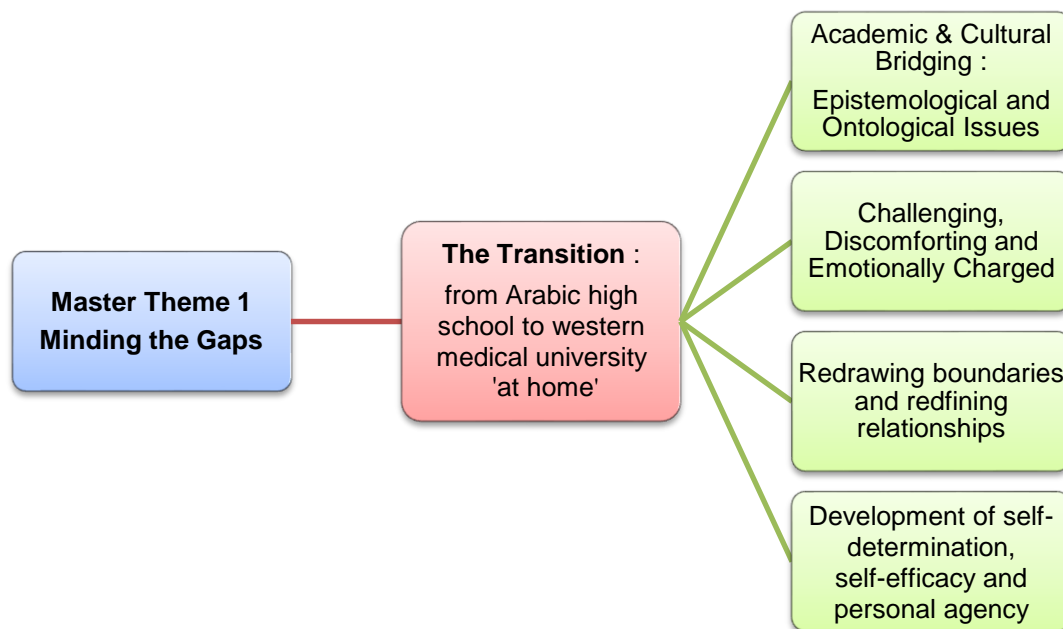 Master Theme 1
Minding the Gaps
The Transition :
from Arabic high
school to western
medical university
'at home'
Academic & Cultural
Bridging :
Epistemological and
Ontological Issues
Challenging,
Discomforting and
Emotionally Charged
Redrawing boundaries
and redfining
relationships
Development of self-
determination,
self-efficacy and
personal agency